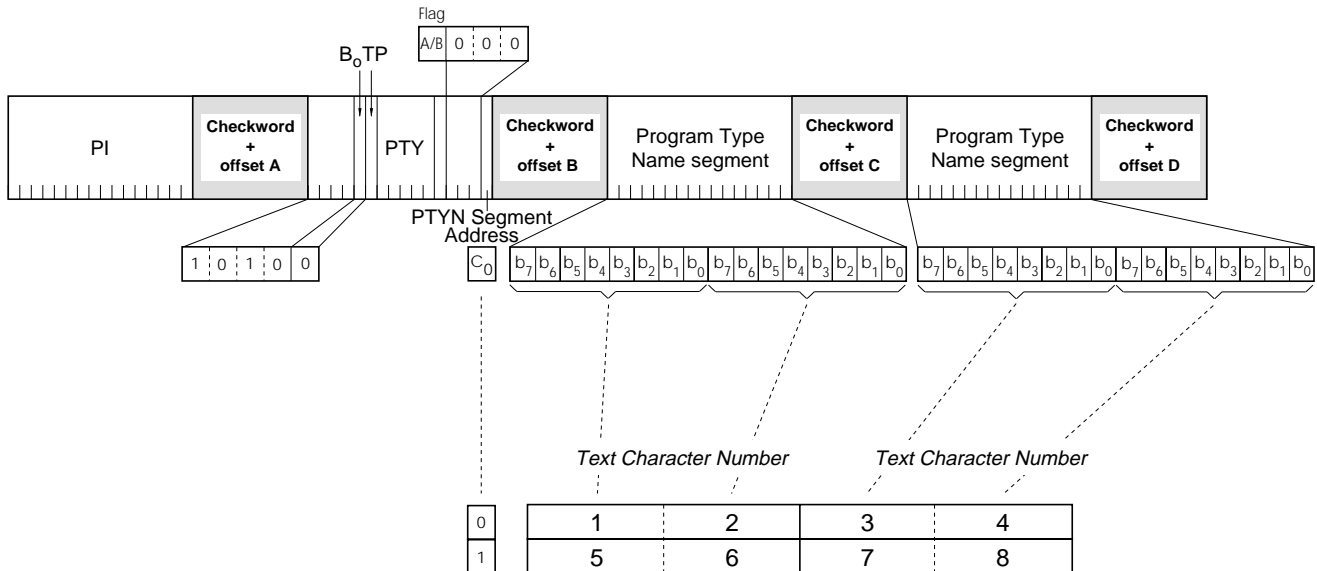 Flag
A/B 0 0 0
BoTP
PI
Checkword + offset A
PTY
Checkword + offset B
Program Type Name segment
Checkword + offset C
Program Type Name segment
Checkword + offset D
PTYN Segment Address
1 0 1 0 0
C0
b7 b6 b5 b4 b3 b2 b1 b0 b7 b6 b5 b4 b3 b2 b1 b0
b7 b6 b5 b4 b3 b2 b1 b0 b7 b6 b5 b4 b3 b2 b1 b0
Text Character Number
Text Character Number
0 1 2 3 4
1 5 6 7 8